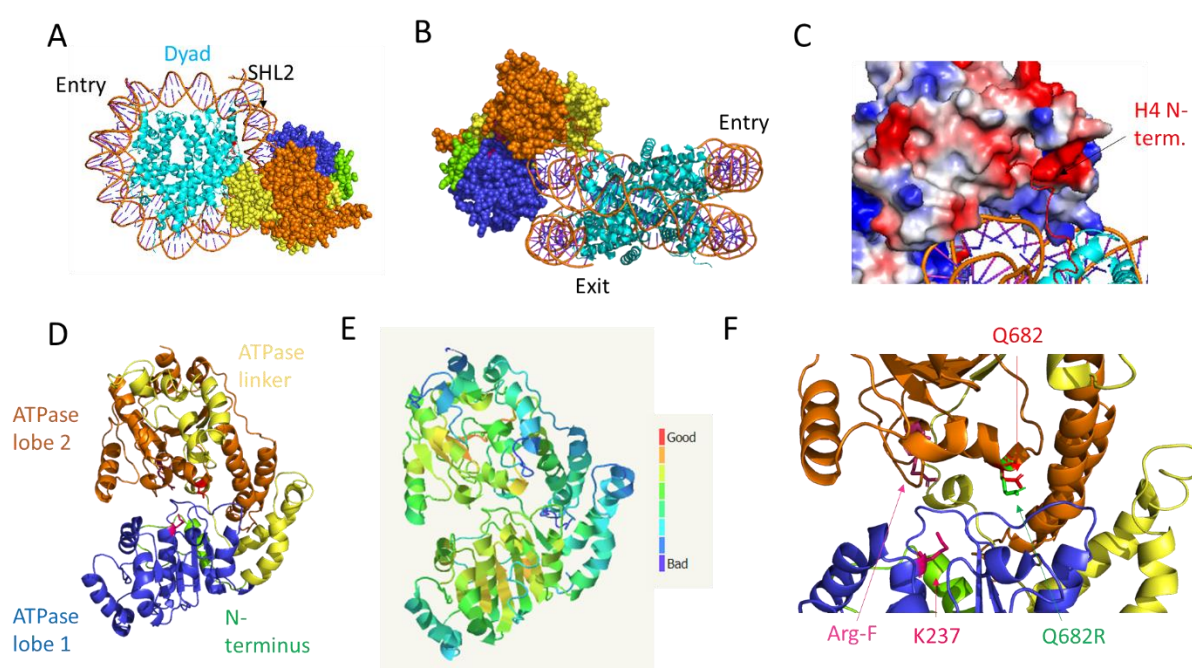 A
Dyad
Entry
SHL2
B
Entry
Exit
C
H4 N-
term.
D
ATPase
linker
ATPase
lobe 2
ATPase
lobe 1
N-
terminus
E
Good
Bad
F
Q682
Arg-F
K237
Q682R